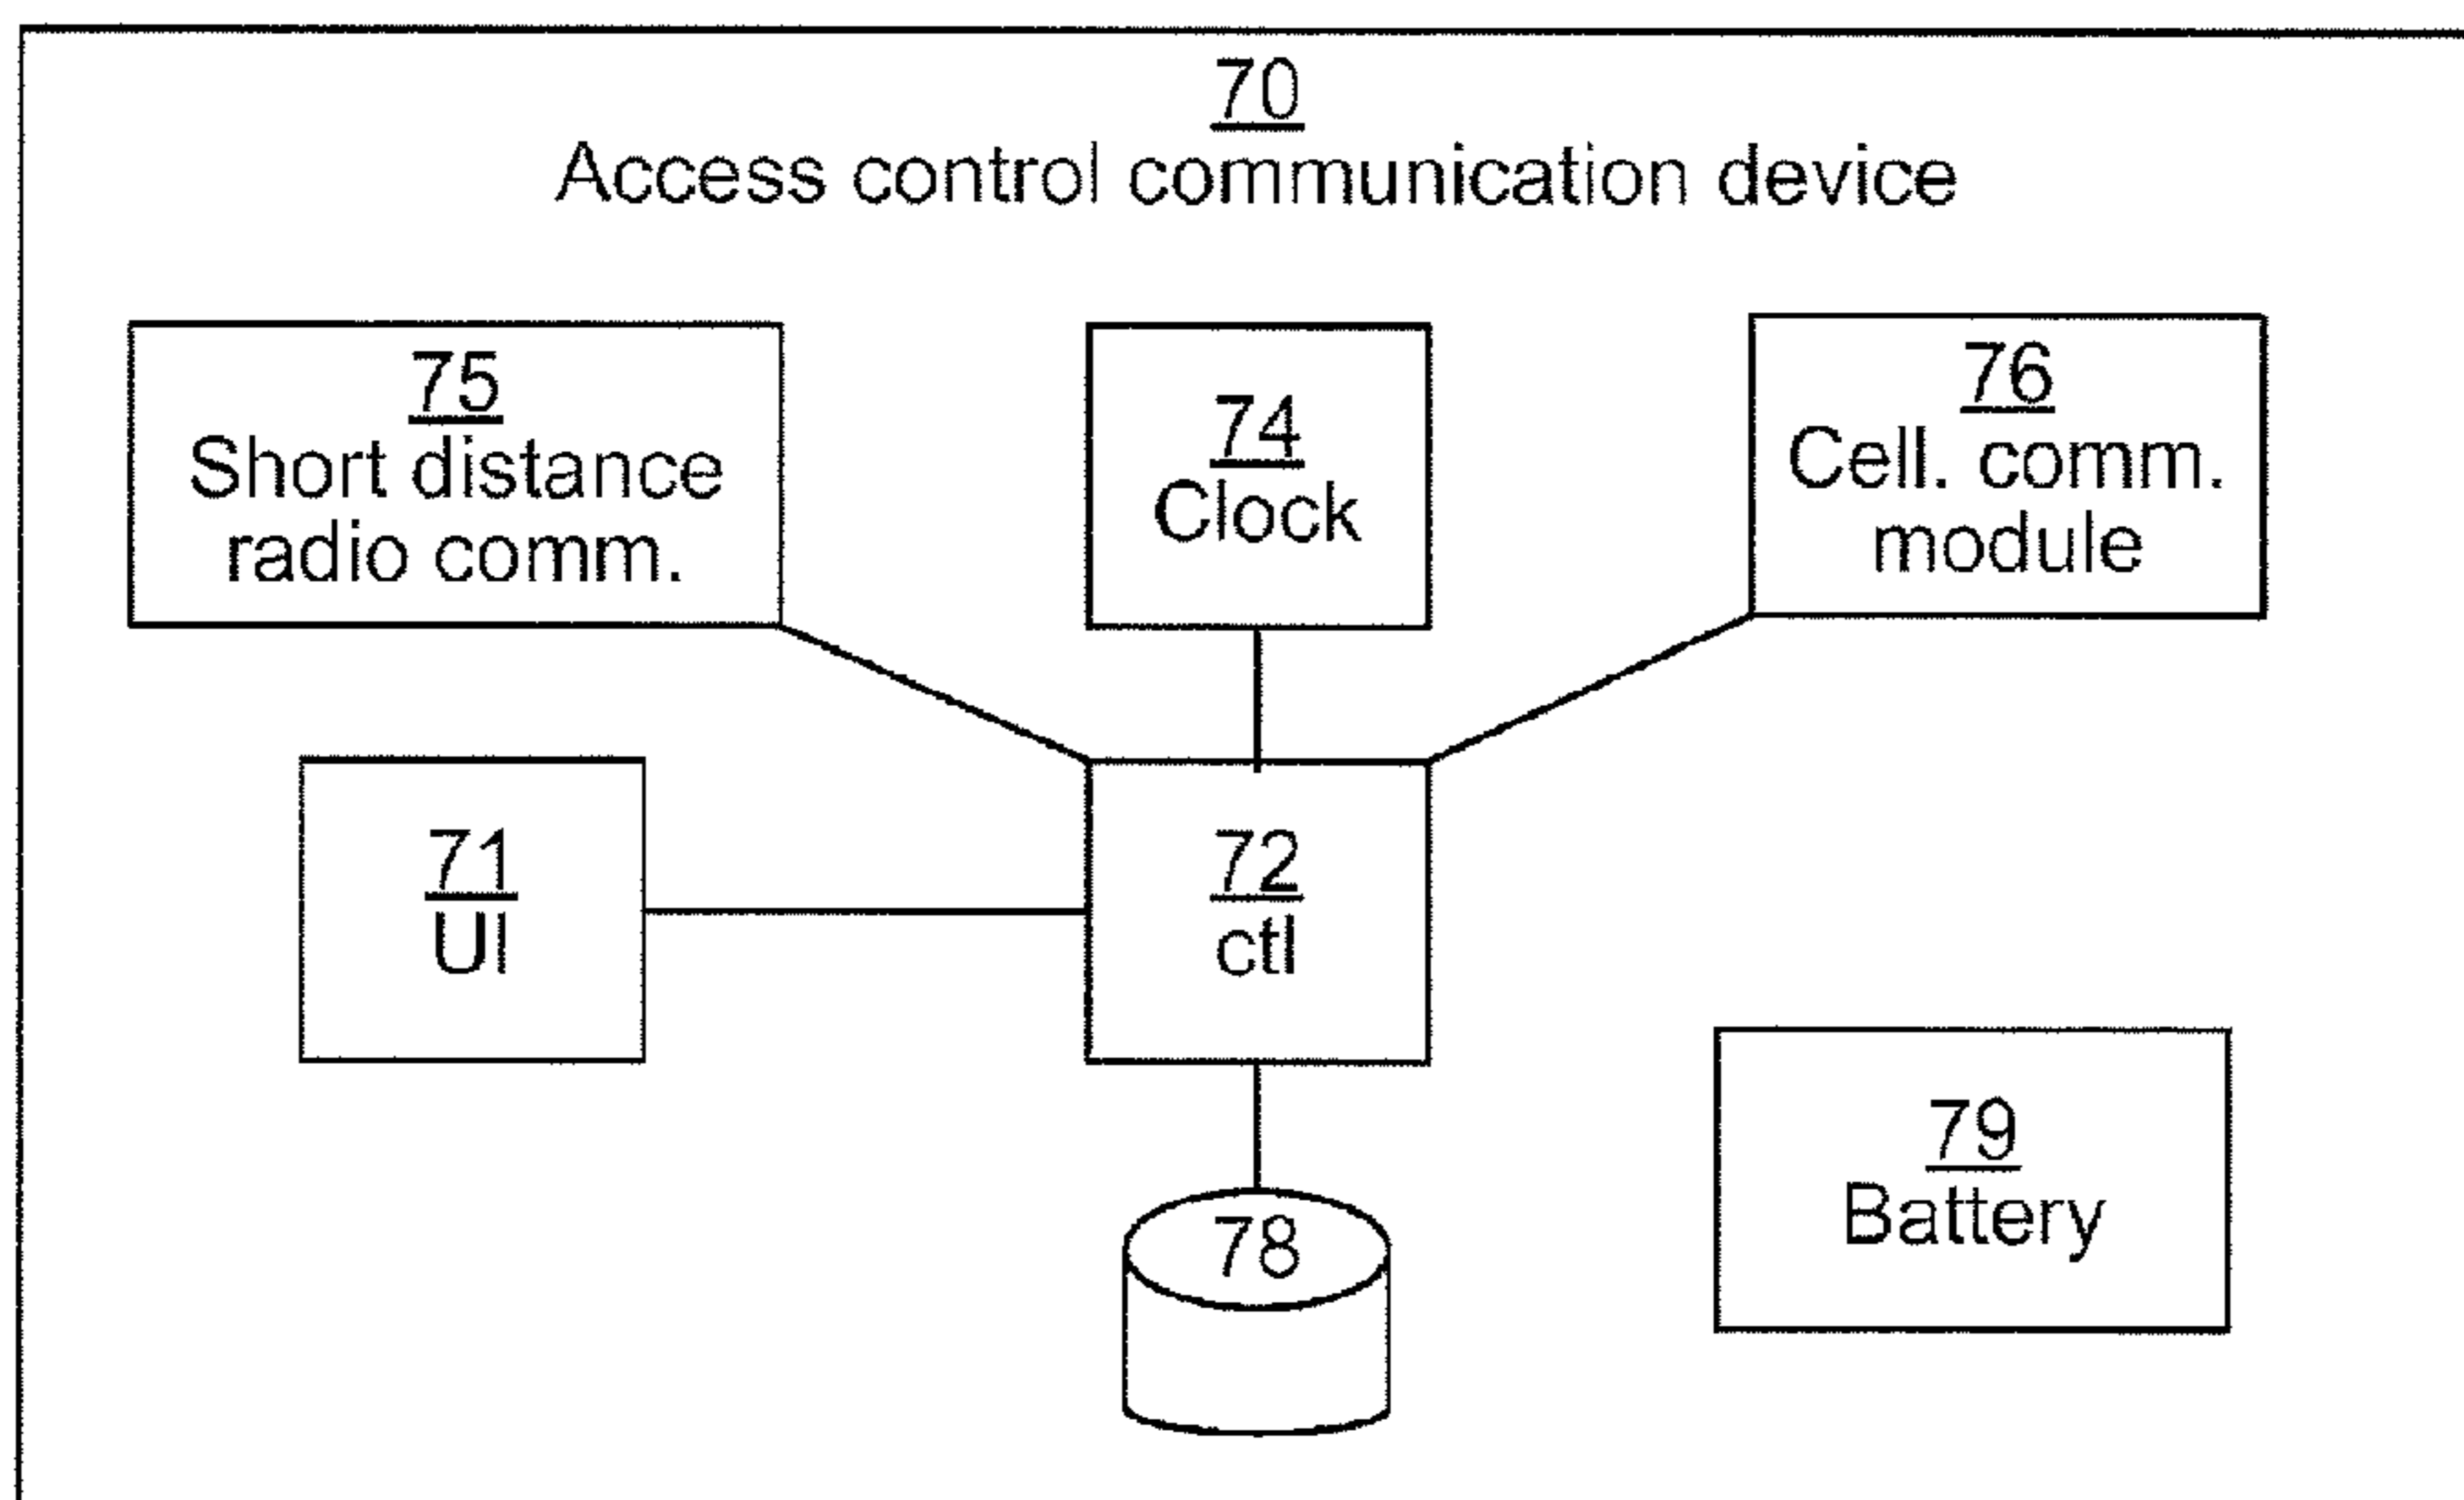 70
Access control communication device
75
Short distance
radio comm.
74
Clock
76
Cell. comm.
module
71
UI
72
ctl
79
Battery
78